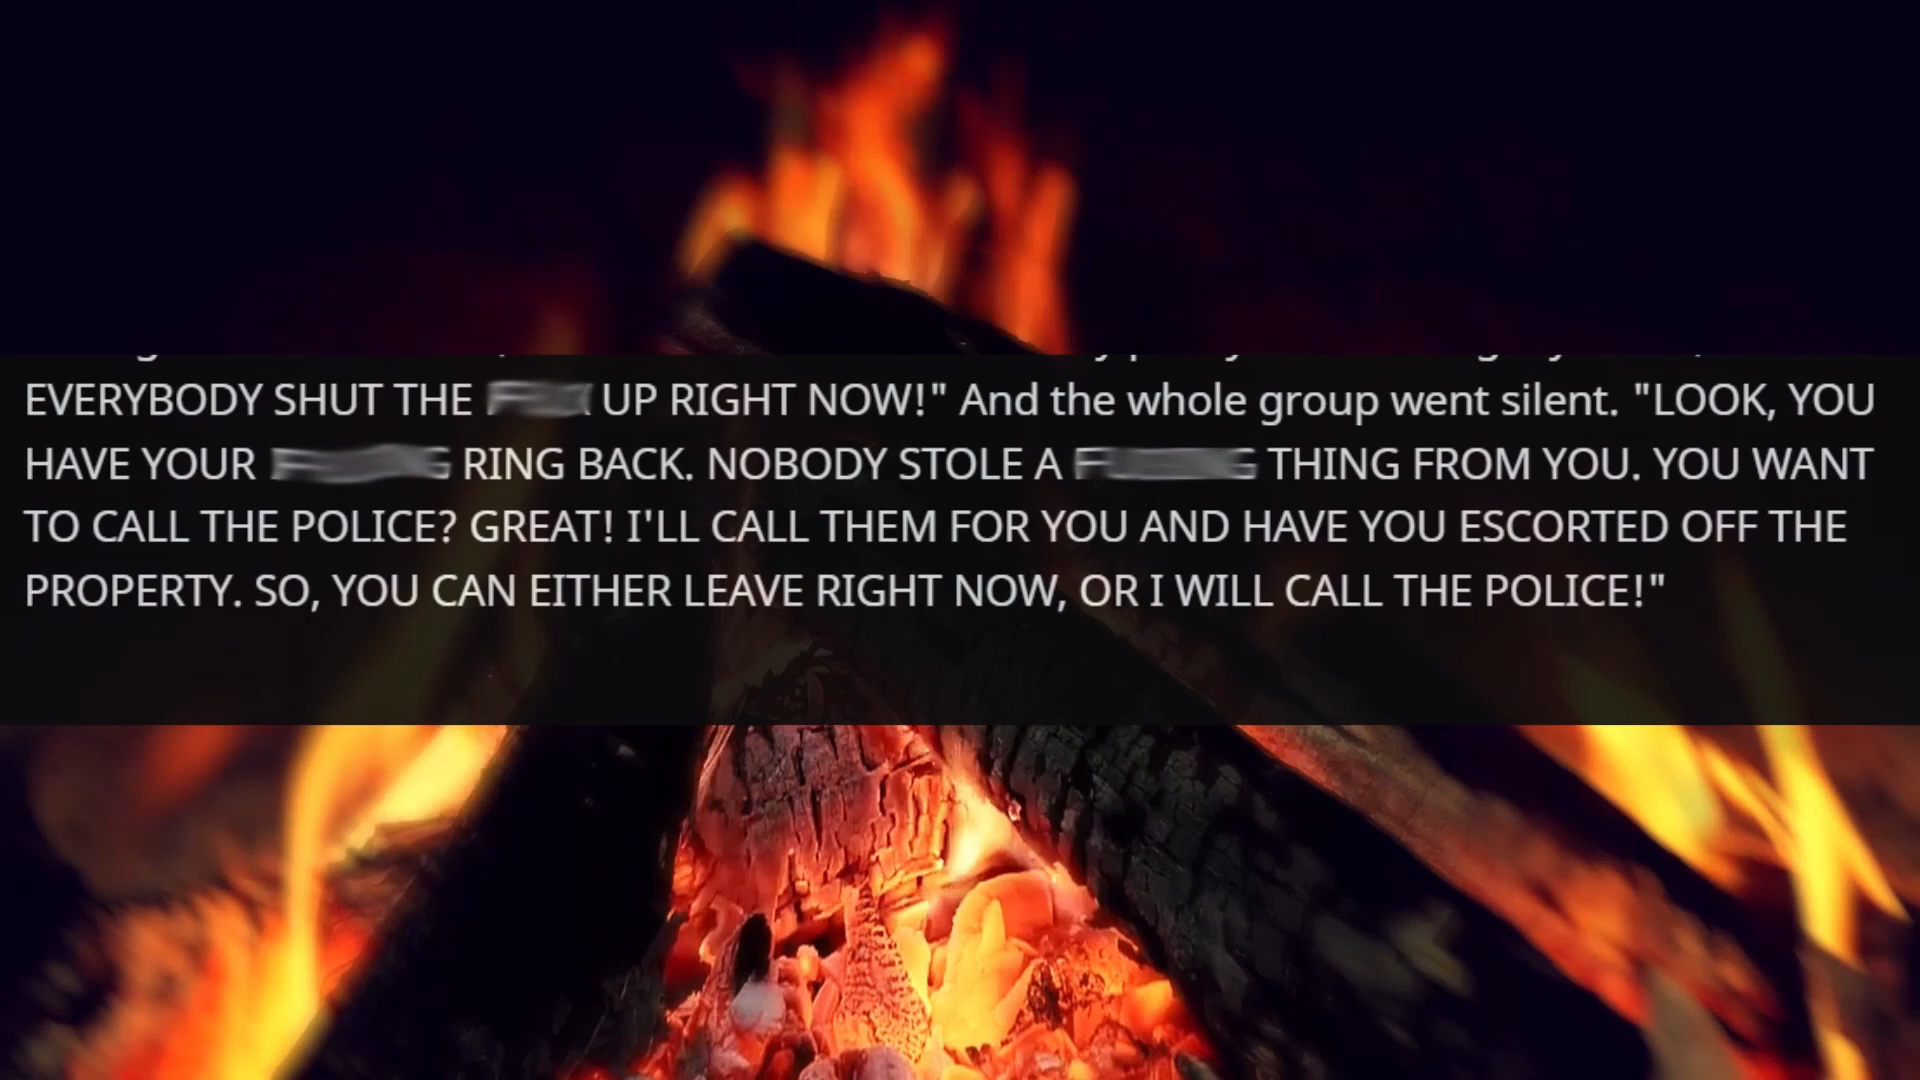 EVERYBODY SHUT THE UP RIGHT NOW!" And the whole group went silent. "LOOK, YOU
HAVE YOUR RING BACK. NOBODY STOLE A THING FROM YOU. YOU WANT
TO CALL THE POLICE? GREAT! I'LL CALL THEM FOR YOU AND HAVE YOU ESCORTED OFF THE
PROPERTY. SO, YOU CAN EITHER LEAVE RIGHT NOW, OR I WILL CALL THE POLICE!"